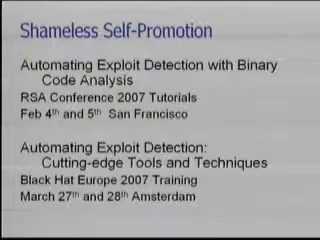 Shameless Self-Promotion
Automating Exploit Detection with Binary
Code Analysis
RSA Conference 2007 Tutorials
Feb 4th and 5th San Francisco
Automating Exploit Detection:
Cutting-edge Tools and Techniques
Black Hat Europe 2007 Training
March 27th and 28th Amsterdam